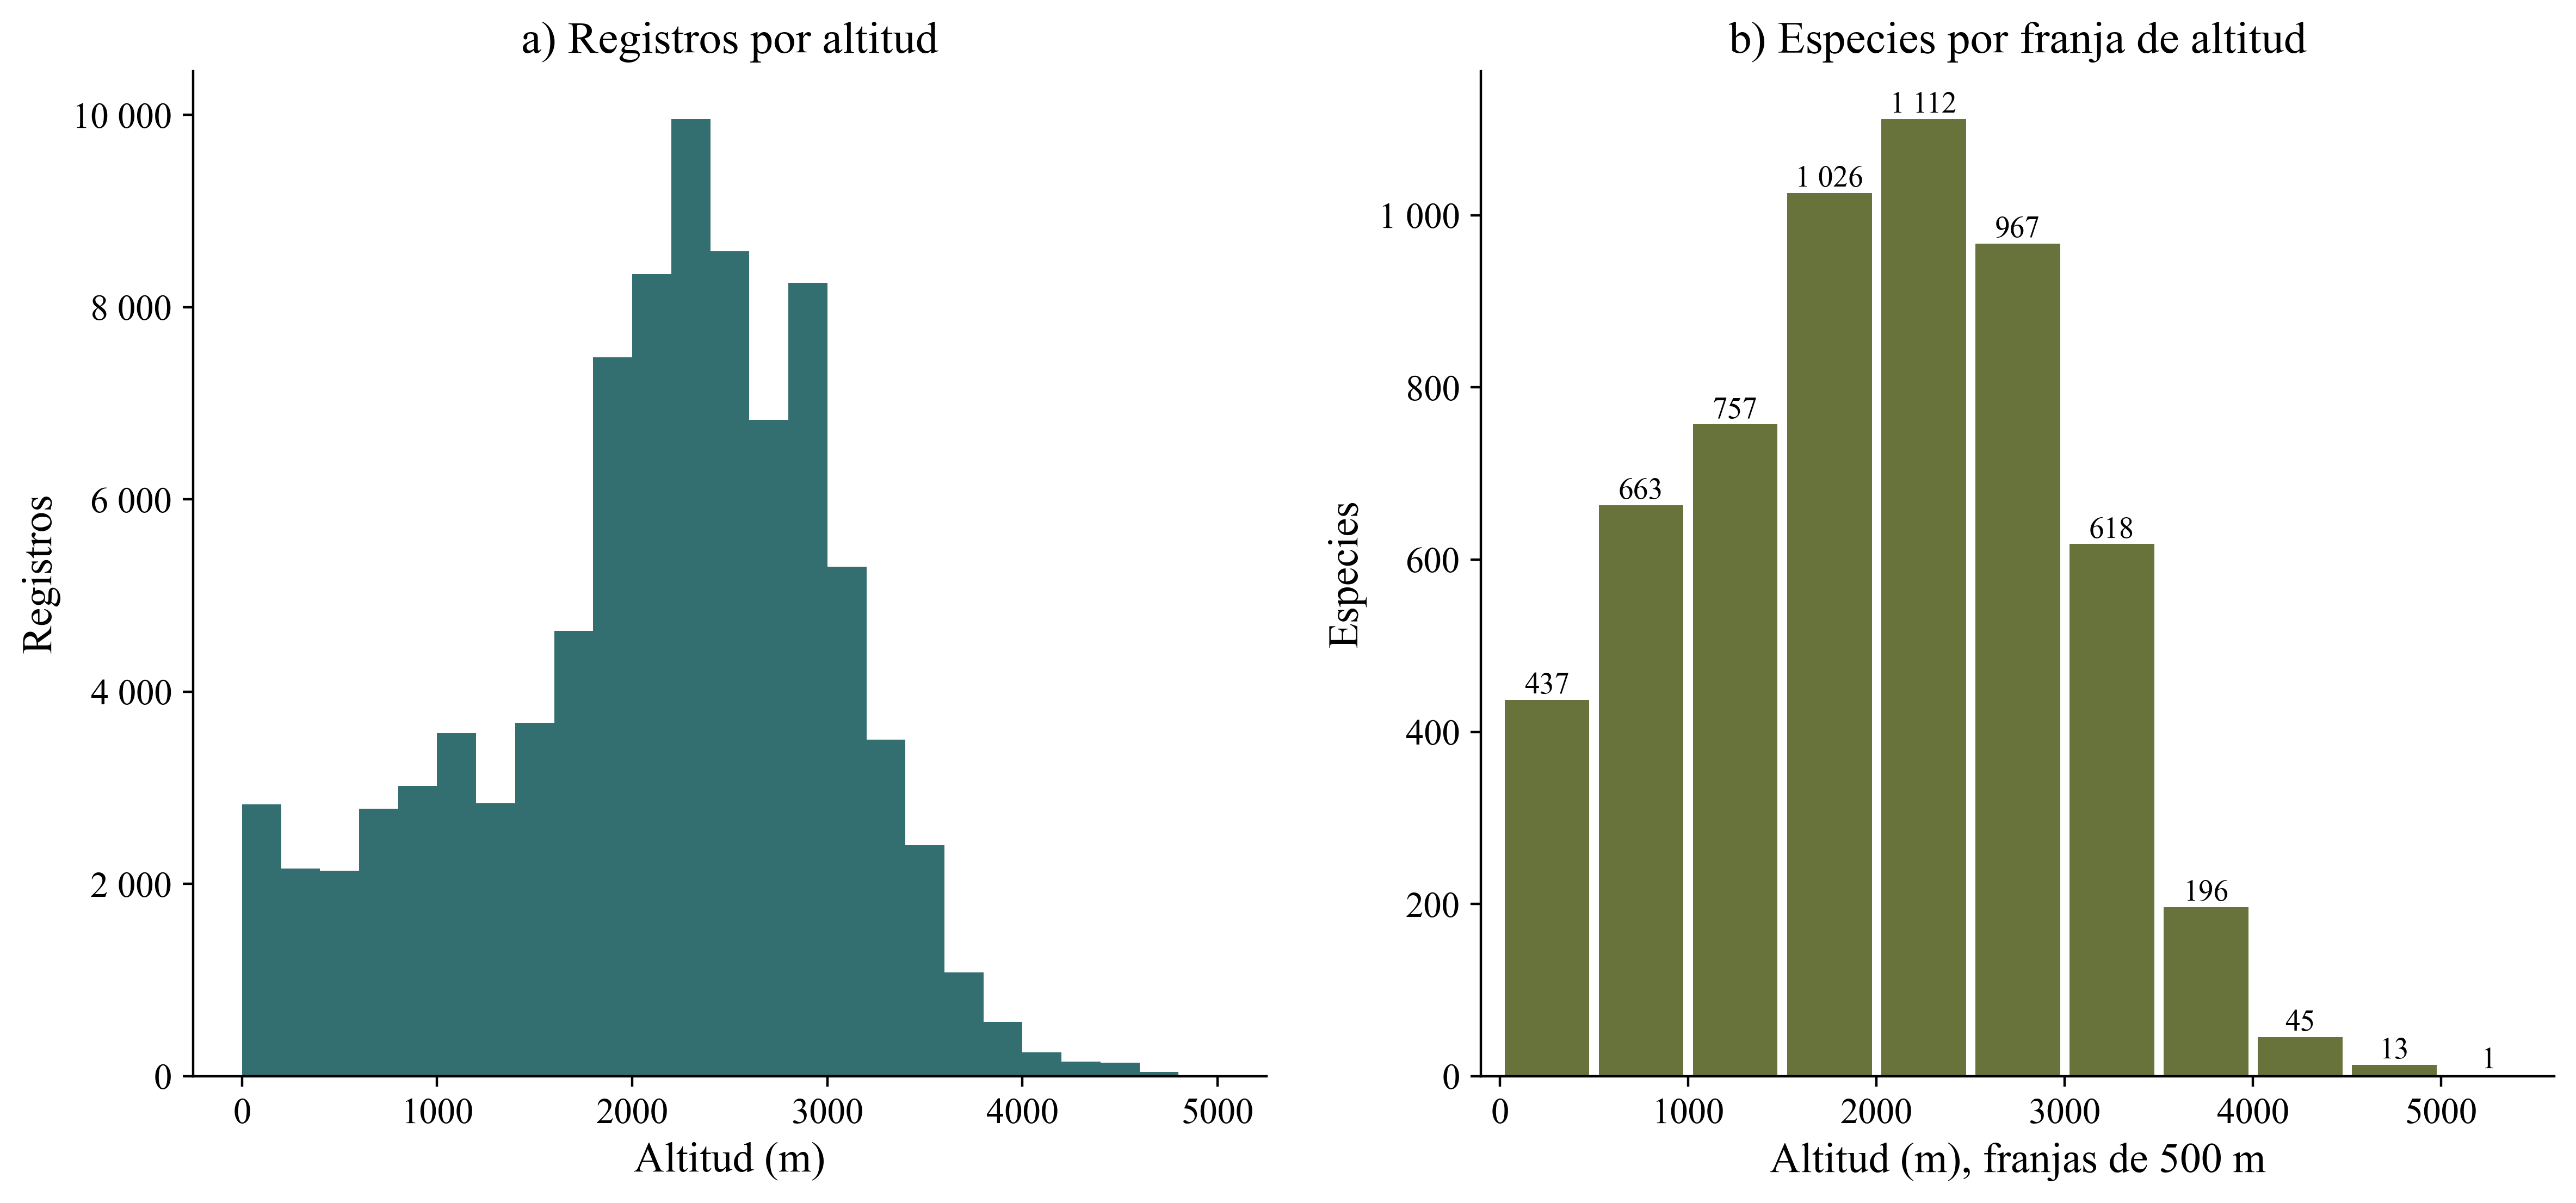 a) Registros por altitud
10 000
8 000
6 000
4 000
2 000
0
Registros
0 1000 2000 3000 4000 5000
Altitud (m)
b) Especies por franja de altitud
1 000
800
600
400
200
0
Especies
437
663
757
1 026
1 112
967
618
196
45
13
1
0 1000 2000 3000 4000 5000
Altitud (m), franjas de 500 m